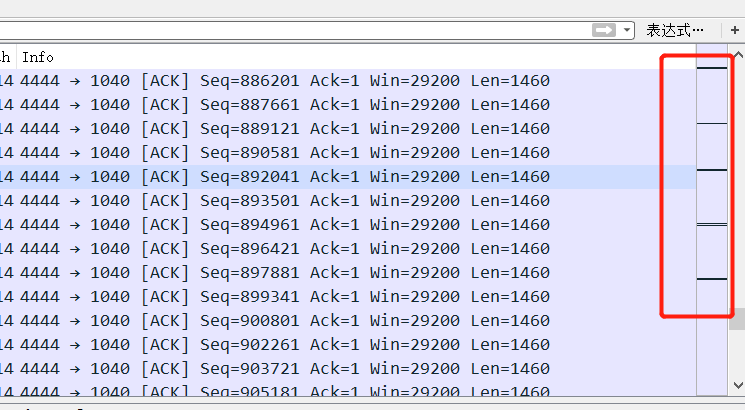 表达式… +
h Info
14 4444 → 1040 [ACK] Seq=886201 Ack=1 Win=29200 Len=1460
14 4444 → 1040 [ACK] Seq=887661 Ack=1 Win=29200 Len=1460
14 4444 → 1040 [ACK] Seq=889121 Ack=1 Win=29200 Len=1460
14 4444 → 1040 [ACK] Seq=890581 Ack=1 Win=29200 Len=1460
14 4444 → 1040 [ACK] Seq=892041 Ack=1 Win=29200 Len=1460
14 4444 → 1040 [ACK] Seq=893501 Ack=1 Win=29200 Len=1460
14 4444 → 1040 [ACK] Seq=894961 Ack=1 Win=29200 Len=1460
14 4444 → 1040 [ACK] Seq=896421 Ack=1 Win=29200 Len=1460
14 4444 → 1040 [ACK] Seq=897881 Ack=1 Win=29200 Len=1460
14 4444 → 1040 [ACK] Seq=899341 Ack=1 Win=29200 Len=1460
14 4444 → 1040 [ACK] Seq=900801 Ack=1 Win=29200 Len=1460
14 4444 → 1040 [ACK] Seq=902261 Ack=1 Win=29200 Len=1460
14 4444 → 1040 [ACK] Seq=903721 Ack=1 Win=29200 Len=1460
14 4444 → 1040 [ACK] Seq=905181 Ack=1 Win=29200 Len=1460